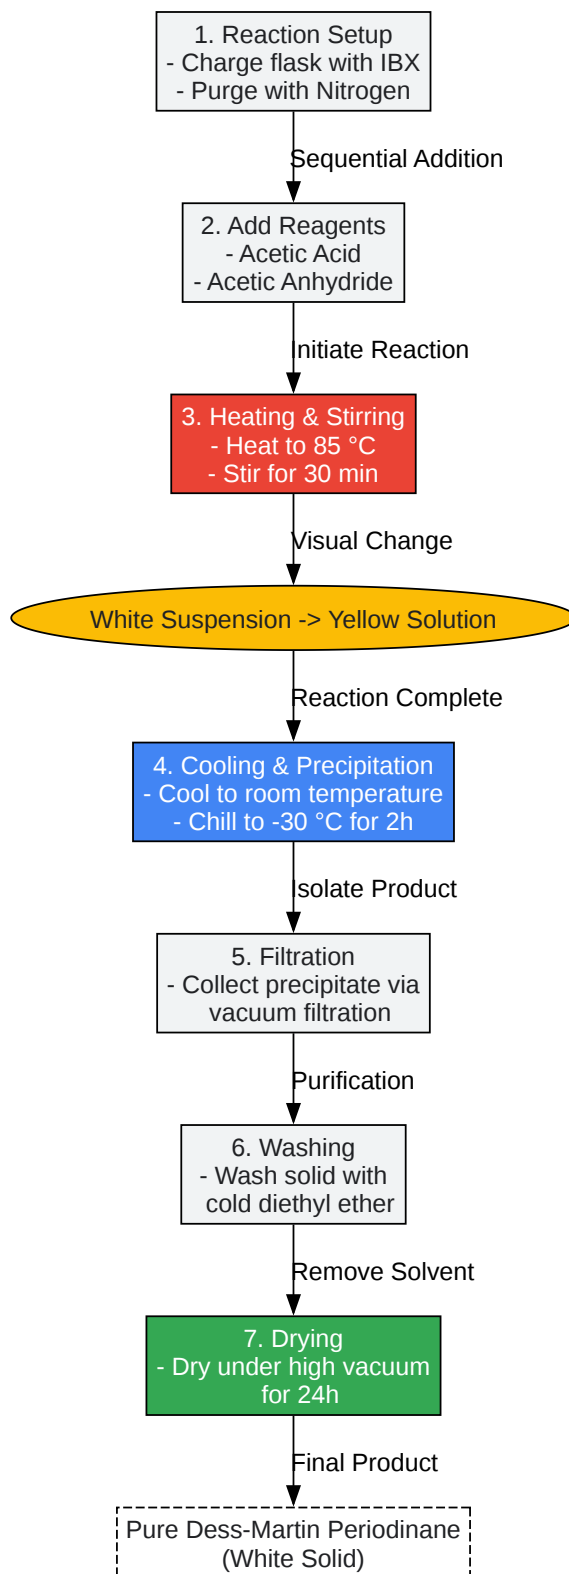 1. Reaction Setup
- Charge flask with IBX
- Purge with Nitrogen
Sequential Addition
2. Add Reagents
- Acetic Acid
- Acetic Anhydride
Initiate Reaction
3. Heating & Stirring
- Heat to 85 °C
- Stir for 30 min
Visual Change
White Suspension -> Yellow Solution
Reaction Complete
4. Cooling & Precipitation
- Cool to room temperature
- Chill to -30 °C for 2h
Isolate Product
5. Filtration
- Collect precipitate via
vacuum filtration
Purification
6. Washing
- Wash solid with
cold diethyl ether
Remove Solvent
7. Drying
- Dry under high vacuum
for 24h
Final Product
Pure Dess-Martin Periodinane
(White Solid)